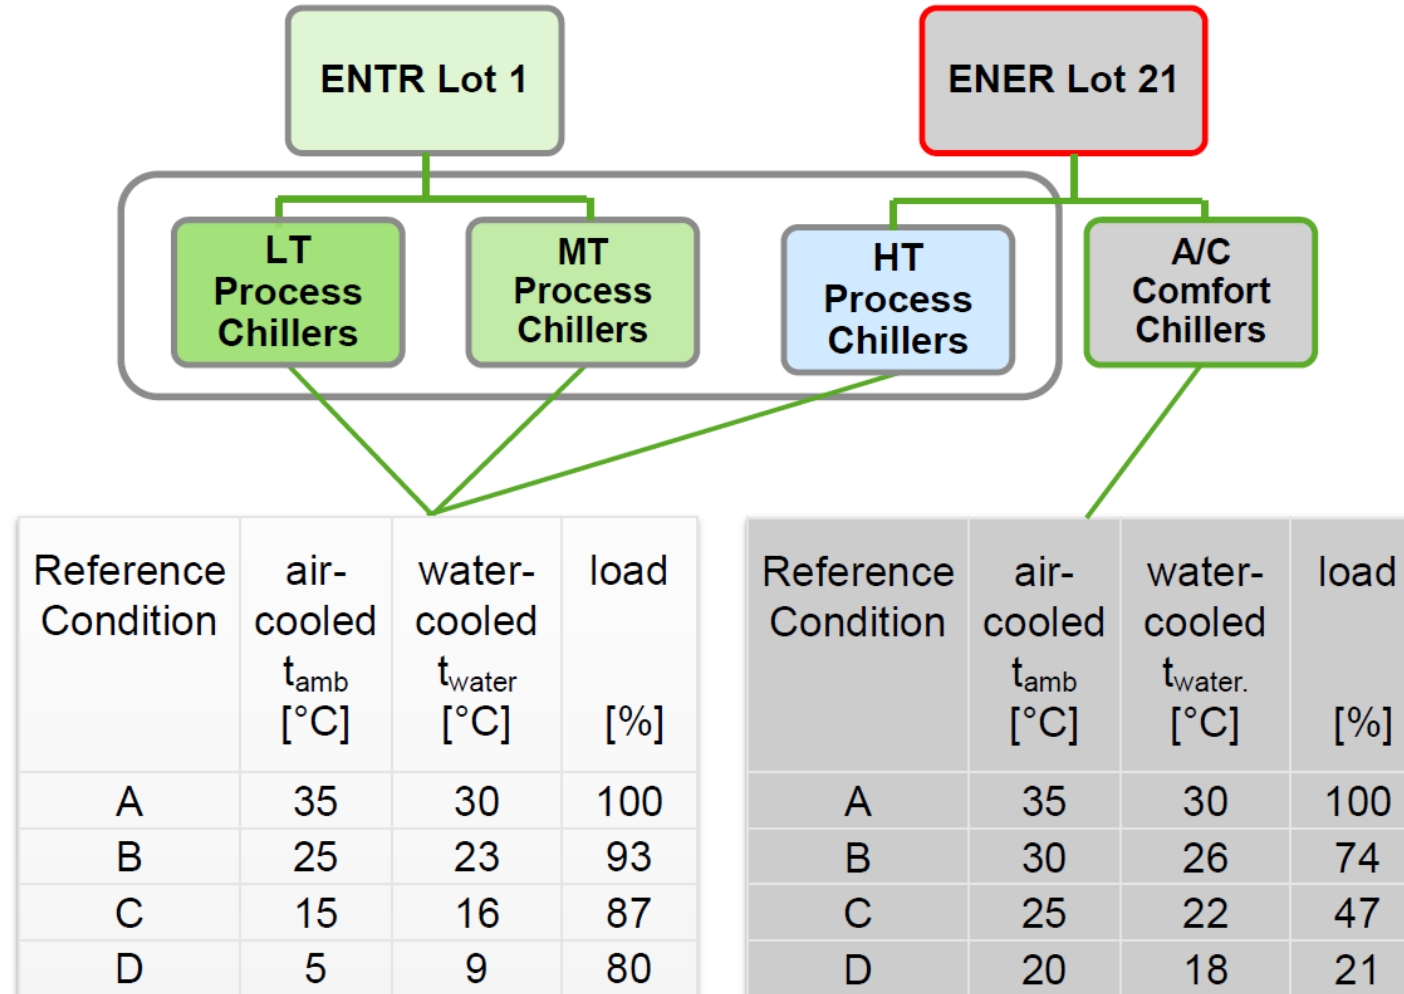 ENTR Lot 1
ENER Lot 21
LT
Process
Chillers
MT
Process
Chillers
HT
Process
Chillers
A/C
Comfort
Chillers
Reference air- water- load
Condition cooled cooled
tamb twater
[°C] [°C] [%]
A 35 30 100
B 25 23 93
C 15 16 87
D 5 9 80
Reference air- water- load
Condition cooled cooled
tamb twater.
[°C] [°C] [%]
A 35 30 100
B 30 26 74
C 25 22 47
D 20 18 21